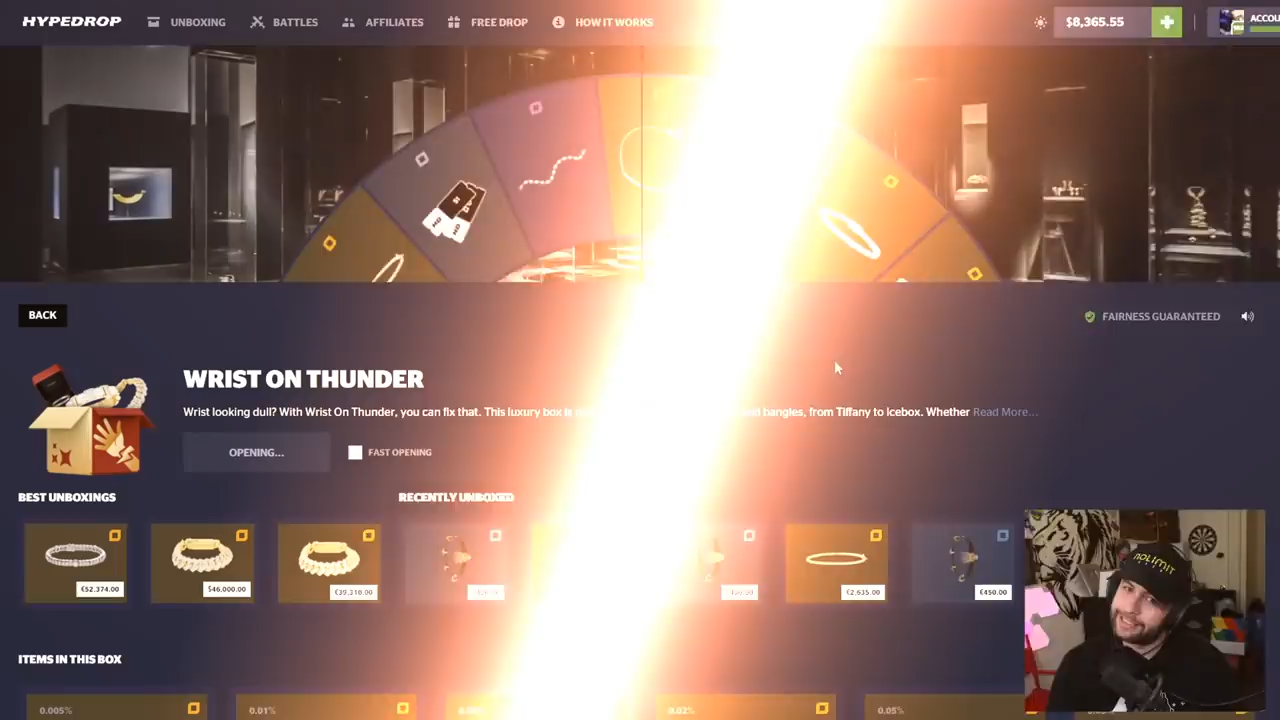 HYPEDROP
UNBOXING
BATTLES
AFFILIATES
FREE DROP
HOW IT WORKS
$8,365.55
ACCOU
BACK
FAIRNESS GUARANTEED
WRIST ON THUNDER
Wrist looking dull? With Wrist On Thunder, you can fix that. This luxury box is bangles, from Tiffany to Icebox. Whether Read More...
OPENING...
FAST OPENING
BEST UNBOXINGS
RECENTLY UNBOXED
€52,374.00
$46,000.00
€39,310.00
€2,635.00
€450.00
NOLIMIT
ITEMS IN THIS BOX
0.005%
0.01%
0.02%
0.05%